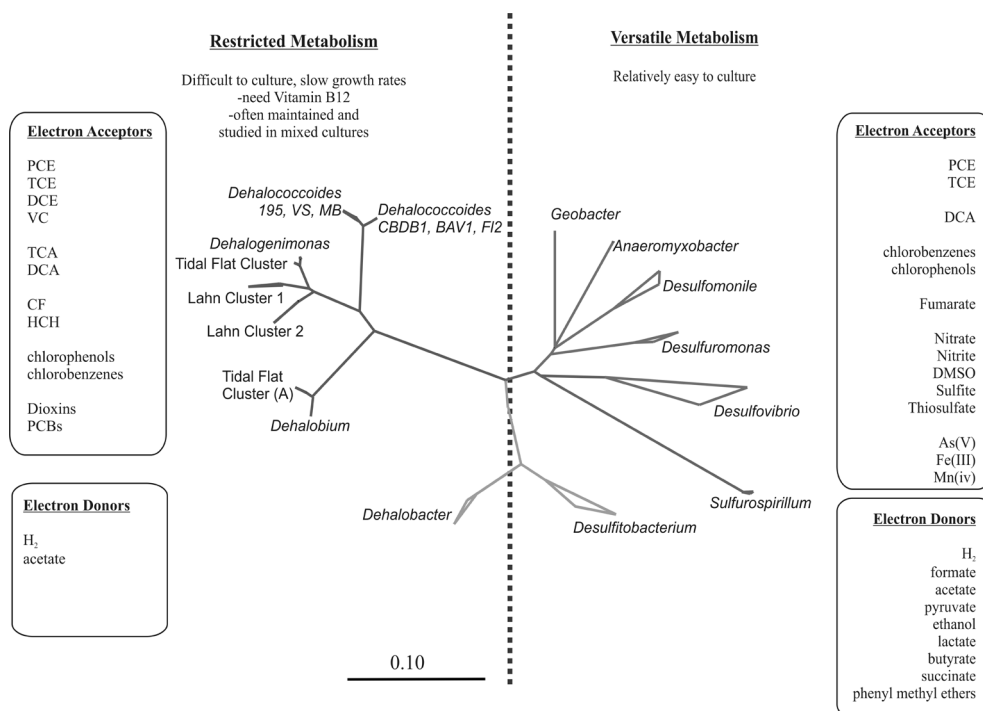 Restricted Metabolism
Difficult to culture, slow growth rates
-need Vitamin B12
-often maintained and
studied in mixed cultures
Versatile Metabolism
Relatively easy to culture
Electron Acceptors
PCE
TCE
DCE
VC
TCA
DCA
CF
HCH
chlorophenols
chlorobenzenes
Dioxins
PCBs
Electron Donors
H₂
acetate
Dehalococcoides
195, VS, MB
Dehalococcoides
CBDB1, BAV1, Fl2
Dehalogenimonas
Tidal Flat Cluster
Lahn Cluster 1
Lahn Cluster 2
Tidal Flat
Cluster (A)
Dehalobium
Dehalobacter
Desulfitobacterium
Geobacter
Anaeromyxobacter
Desulfomonile
Desulfuromonas
Desulfovibrio
Sulfurospirillum
0.10
Electron Acceptors
PCE
TCE
DCA
chlorobenzenes
chlorophenols
Fumarate
Nitrate
Nitrite
DMSO
Sulfite
Thiosulfate
As(V)
Fe(III)
Mn(iv)
Electron Donors
H₂
formate
acetate
pyruvate
ethanol
lactate
butyrate
succinate
phenyl methyl ethers